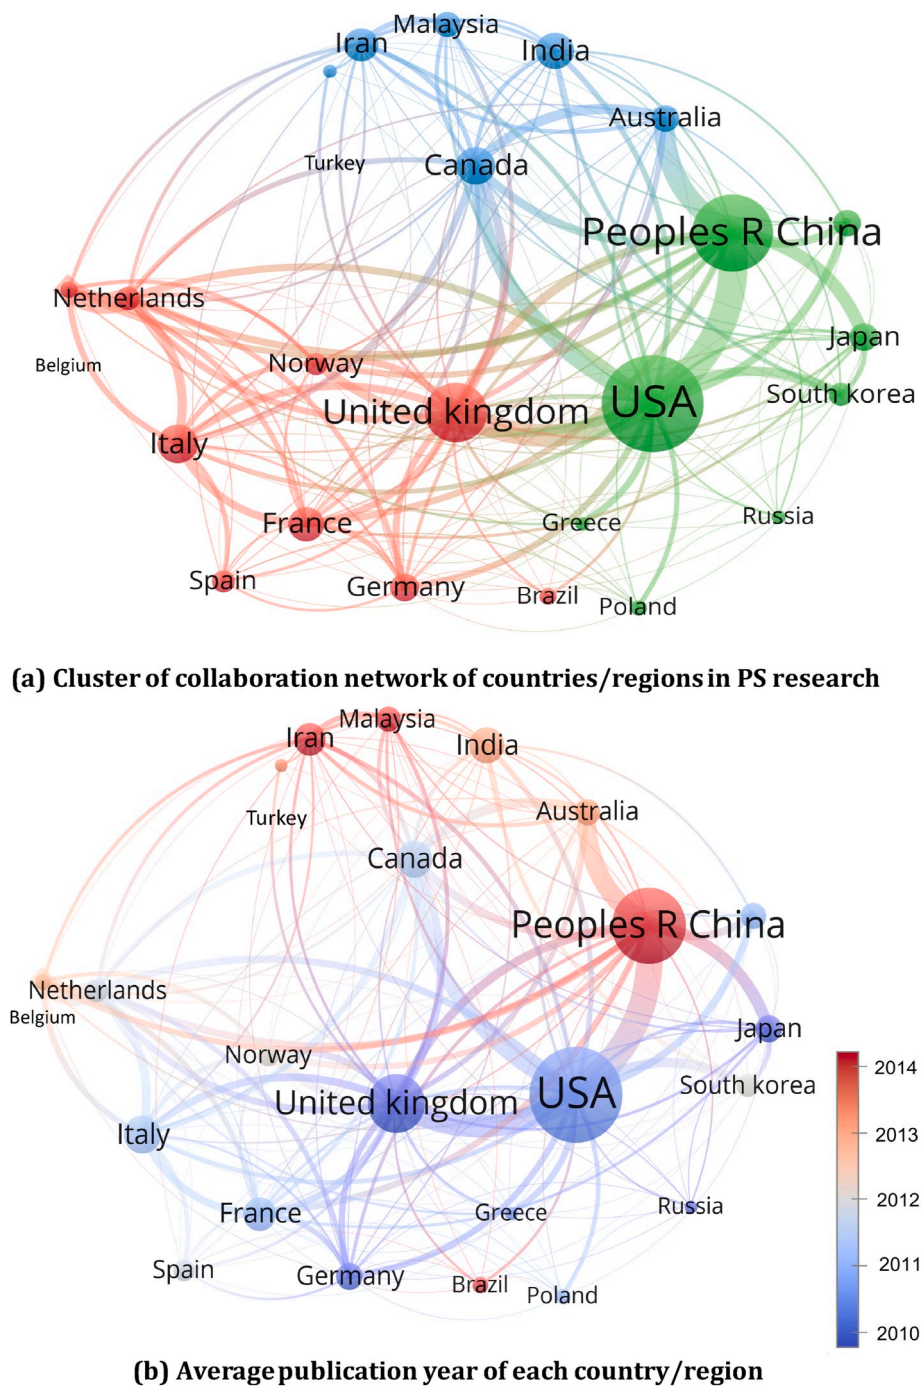 Malaysia
Iran
India
Australia
Turkey
Canada
Peoples R China
Netherlands
Japan
Belgium
Norway
South korea
United kingdom
USA
Italy
France
Greece
Russia
Spain
Germany
Brazil
Poland
(a) Cluster of collaboration network of countries/regions in PS research
Malaysia
Iran
India
Turkey
Australia
Canada
Peoples R China
Netherlands
Belgium
Japan
Norway
South korea
United kingdom
USA
Italy
France
Greece
Russia
Spain
Germany
Brazil
Poland
2014
2013
2012
2011
2010
(b) Average publication year of each country/region